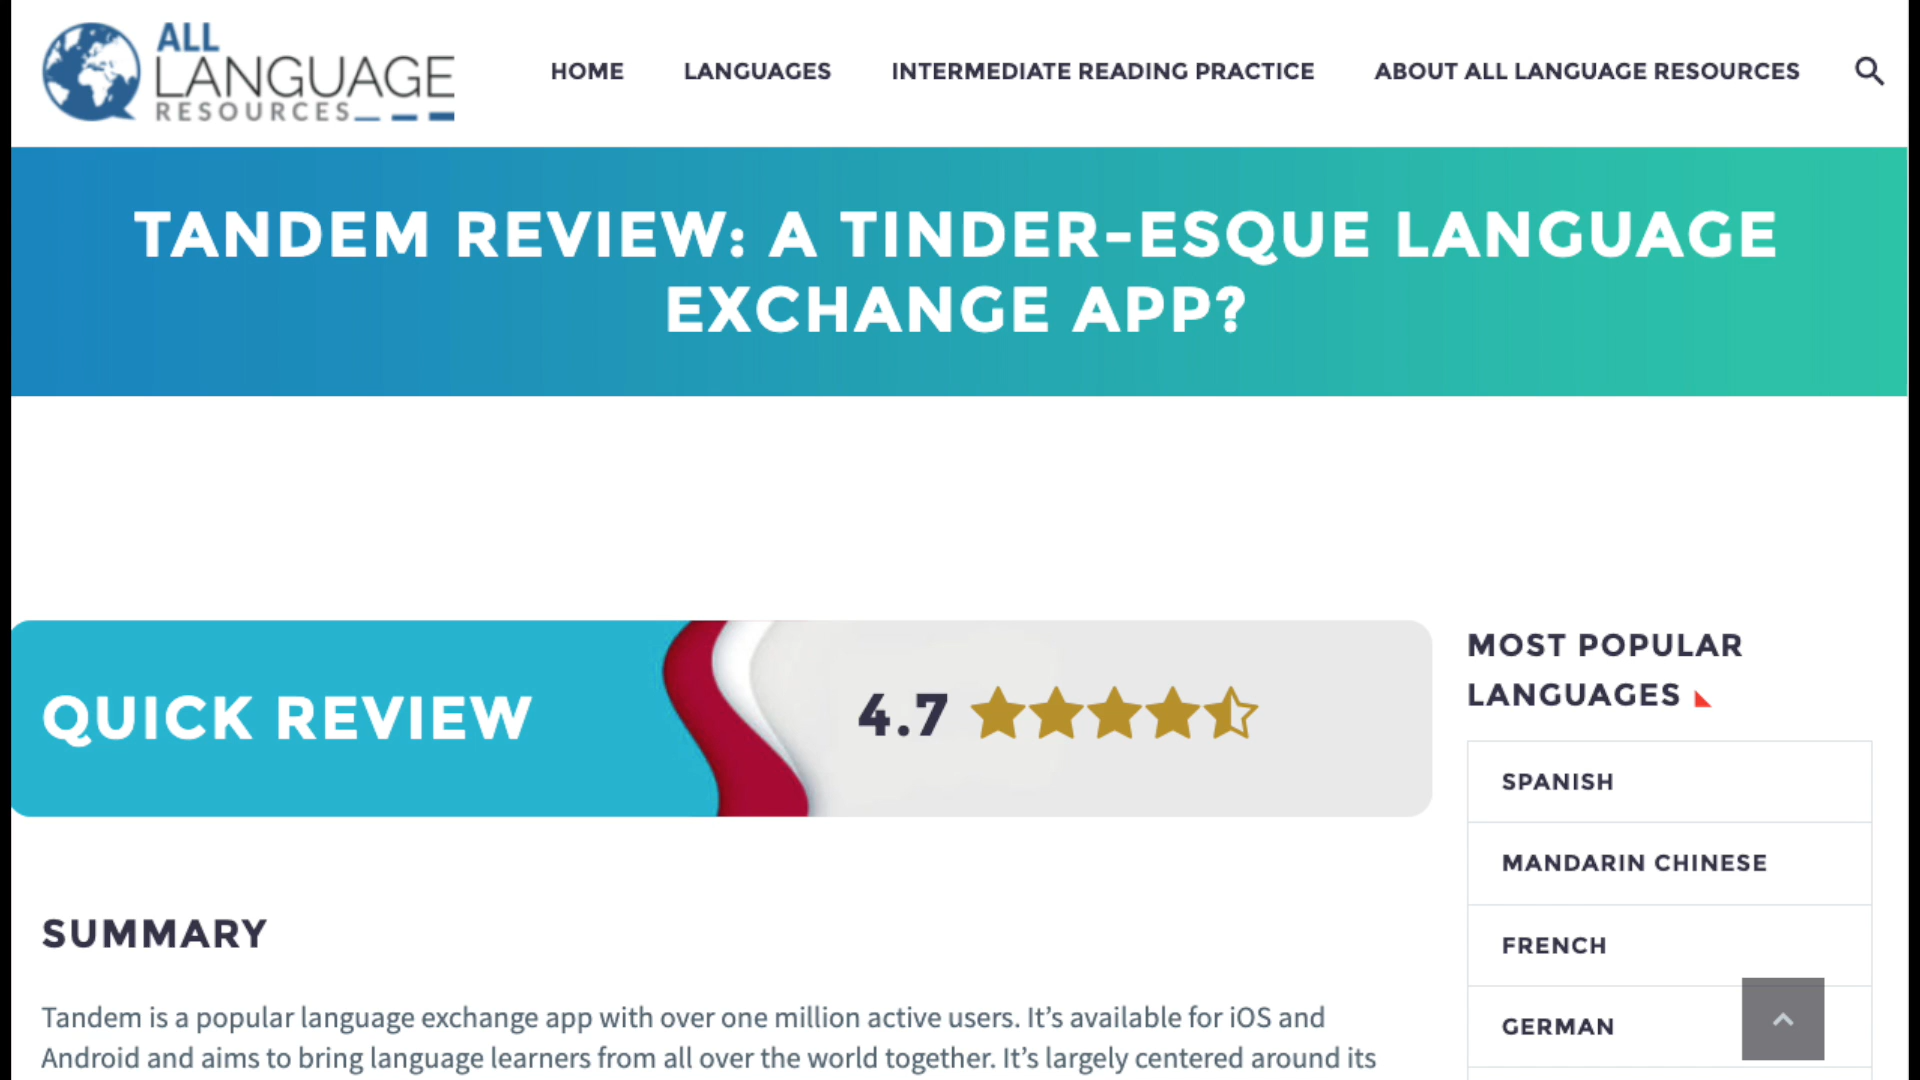 ALL
LANGUAGE
RESOURCES
HOME
LANGUAGES
INTERMEDIATE READING PRACTICE
ABOUT ALL LANGUAGE RESOURCES
TANDEM REVIEW: A TINDER-ESQUE LANGUAGE
EXCHANGE APP?
QUICK REVIEW
4.7
SUMMARY
Tandem is a popular language exchange app with over one million active users. It’s available for iOS and
Android and aims to bring language learners from all over the world together. It’s largely centered around its
MOST POPULAR
LANGUAGES
SPANISH
MANDARIN CHINESE
FRENCH
GERMAN